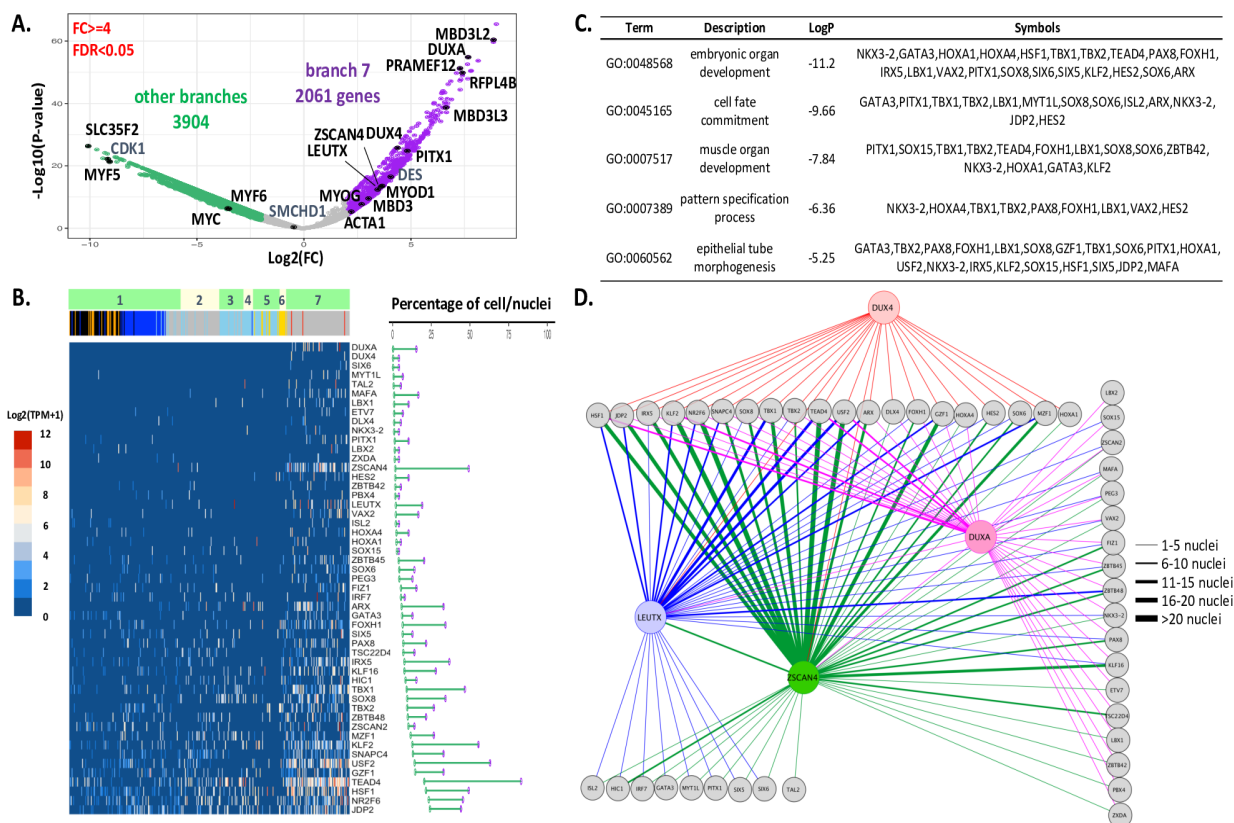 A.
FC>=4
FDR<0.05
other branches
3904
branch 7
2061 genes
MBD3L2
DUXA
PRAMEF12
RFPL4B
MBD3L3
ZSCAN4
DUX4
LEUTX
PITX1
DES
MYOD1
MYOG
MBD3
ACTA1
SMCHD1
SLC35F2
CDK1
MYF5
MYF6
MYC
-Log10(P-value)
60
40
20
0
-10
-5
0
5
Log2(FC)
C.
Term Description LogP Symbols
GO:0048568 embryonic organ development -11.2 NKX3-2,GATA3,HOXA1,HOXA4,HSF1,TBX1,TBX2,TEAD4,PAX8,FOXH1,
IRX5,LBX1,VAX2,PITX1,SOX8,SIX6,SIX5,KLF2,HES2,SOX6,ARX
GO:0045165 cell fate commitment -9.66 GATA3,PITX1,TBX1,TBX2,LBX1,MYT1L,SOX8,SOX6,ISL2,ARX,NKX3-2,
JDP2,HES2
GO:0007517 muscle organ development -7.84 PITX1,SOX15,TBX1,TBX2,TEAD4,FOXH1,LBX1,SOX8,SOX6,ZBTB42,
NKX3-2,HOXA1,GATA3,KLF2
GO:0007389 pattern specification process -6.36 NKX3-2,HOXA4,TBX1,TBX2,PAX8,FOXH1,LBX1,VAX2,HES2
GO:0060562 epithelial tube morphogenesis -5.25 GATA3,TBX2,PAX8,FOXH1,LBX1,SOX8,GZF1,TBX1,SOX6,PITX1,HOXA1,
USF2,NKX3-2,IRX5,KLF2,SOX15,HSF1,SIX5,JDP2,MAFA
B.
1 2 3 4 5 6 7
Percentage of cell/nuclei
Log2(TPM+1)
12
10
8
6
4
2
0
DUXA
DUX4
SIX6
MYT1L
TAL2
MAFA
LBX1
ETV7
DLX4
NKX3-2
PITX1
LBX2
ZXDA
ZSCAN4
HES2
ZBTB42
PBX4
LEUTX
VAX2
ISL2
HOXA4
HOXA1
SOX15
ZBTB45
SOX6
PEG3
FIZ1
IRF7
ARX
GATA3
FOXH1
SIX5
PAX8
TSC22D4
IRX5
KLF16
HIC1
TBX1
SOX8
TBX2
ZBTB48
ZSCAN2
MZF1
KLF2
SNAPC4
USF2
GZF1
TEAD4
HSF1
NR2F6
JDP2
D.
DUX4
HSF1 JDP2 IRX5 KLF2 NR2F6 SNAPC4 SOX8 TBX1 TBX2 TEAD4 USF2 ARX DLX4 FOXH1 GZF1 HOXA4 HES2 SOX6 MZF1 HOXA1
LBX2
SOX15
ZSCAN2
MAFA
PEG3
VAX2
FIZ1
ZBTB45
ZBTB48
NKX3-2
PAX8
KLF16
ETV7
TSC22D4
LBX1
ZBTB42
PBX4
ZXDA
DUXA
LEUTX
ZSCAN4
ISL2 HIC1 IRF7 GATA3 MYT1L PITX1 SIX5 SIX6 TAL2
1-5 nuclei
6-10 nuclei
11-15 nuclei
16-20 nuclei
>20 nuclei